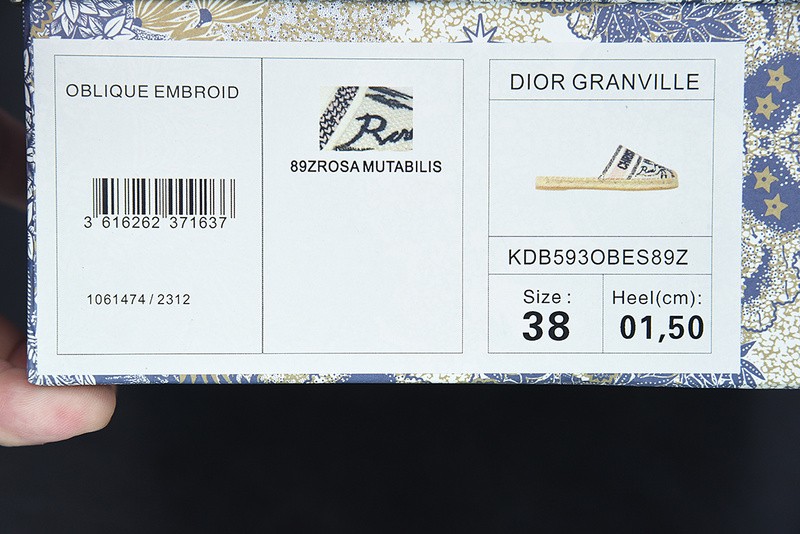 OBLIQUE EMBROID
3 616262 371637
1061474 / 2312
89ZROSA MUTABILIS
DIOR GRANVILLE
KDB593OBES89Z
Size :
38
Heel(cm):
01,50